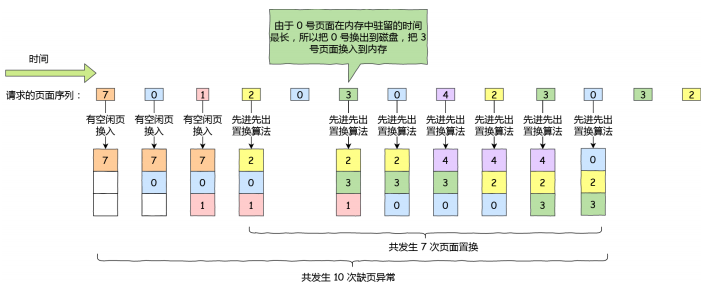 由于 0 号页面在内存中驻留的时间
最长，所以把 0 号换出到磁盘，把 3
号页面换入到内存
时间
请求的页面序列： 7 0 1 2 0 3 0 4 2 3 0 3 2
有空闲页 有空闲页 有空闲页 先进先出 先进先出 先进先出 先进先出 先进先出 先进先出 先进先出
换入 换入 换入 置换算法 置换算法 置换算法 置换算法 置换算法 置换算法 置换算法
7 7 7 2 2 2 4 4 4 0
0 0 0 3 3 3 2 2 2
1 1 1 0 0 0 3 3
共发生 7 次页面置换
共发生 10 次缺页异常